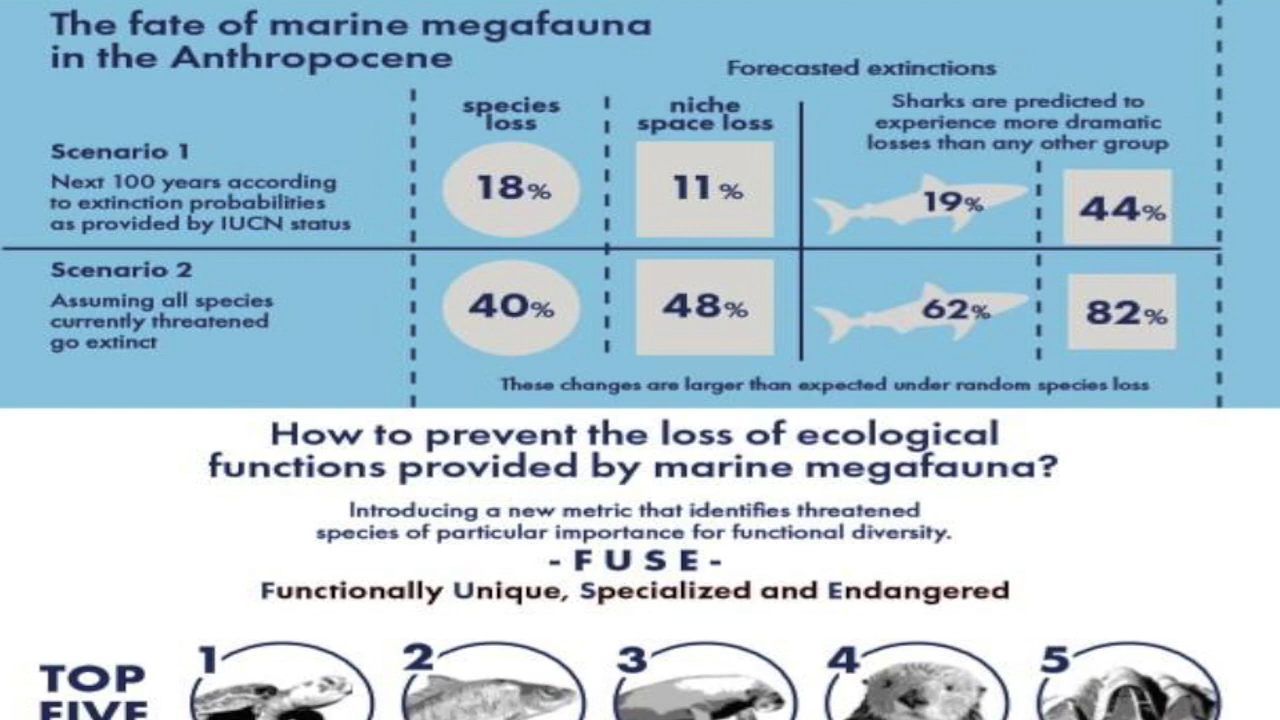 The fate of marine megafauna
in the Anthropocene
Forecasted extinctions
species
loss
niche
space loss
Sharks are predicted to
experience more dramatic
losses than any other group
Scenario 1
Next 100 years according
to extinction probabilities
as provided by IUCN status
18%
11%
19%
44%
Scenario 2
Assuming all species
currently threatened
go extinct
40%
48%
62%
82%
These changes are larger than expected under random species loss
How to prevent the loss of ecological
functions provided by marine megafauna?
Introducing a new metric that identifies threatened
species of particular importance for functional diversity.
- F U S E -
Functionally Unique, Specialized and Endangered
TOP
FIVE
1
2
3
4
5